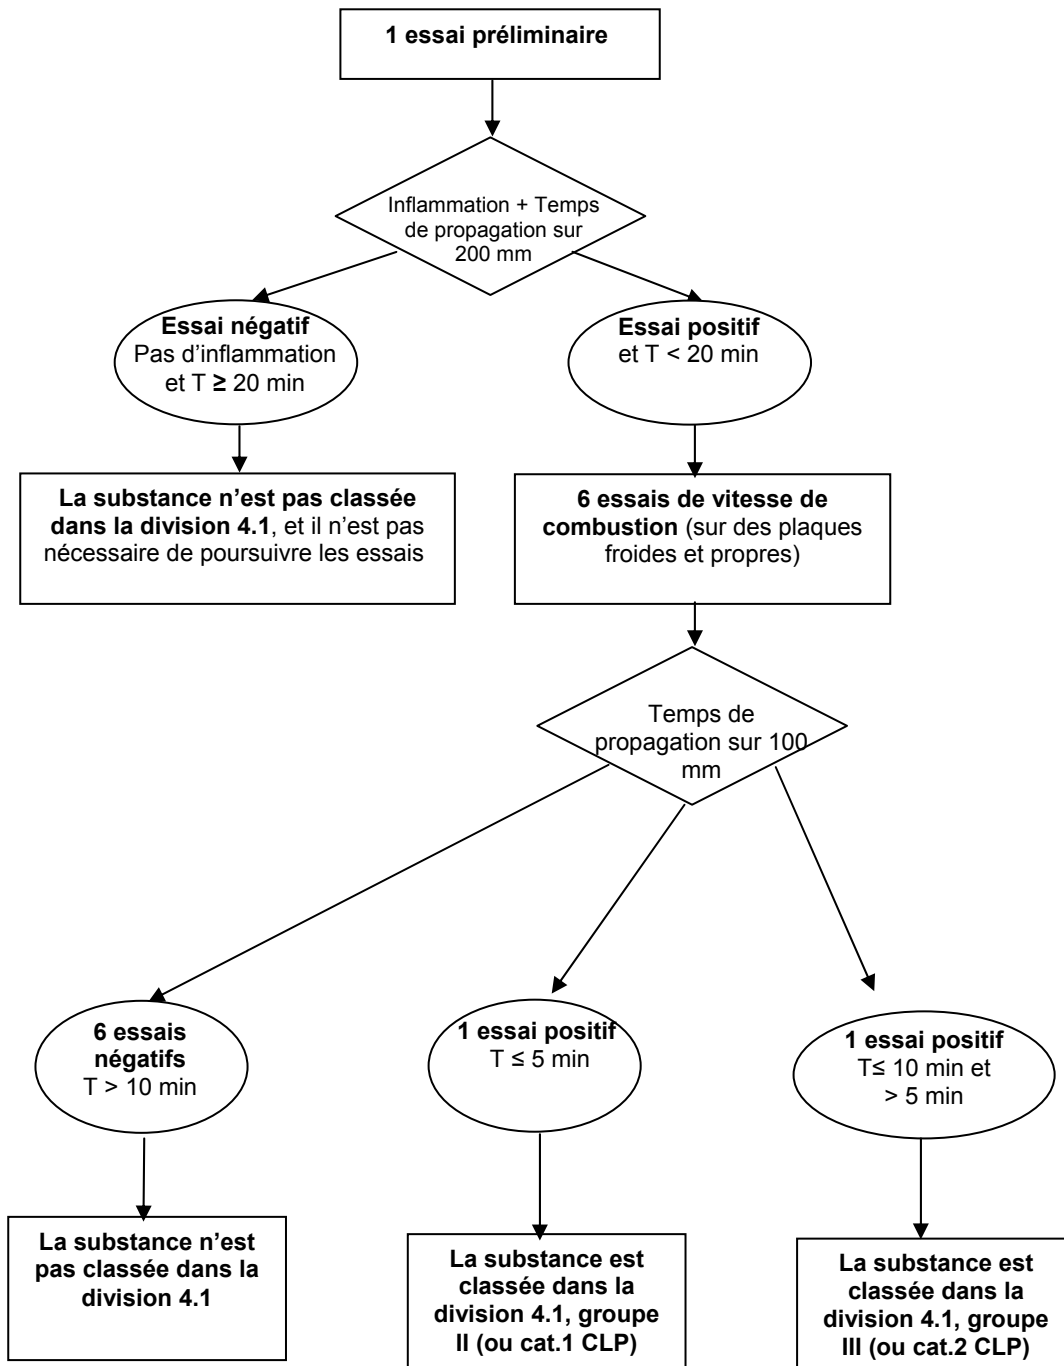 1 essai préliminaire
Inflammation + Temps
de propagation sur
200 mm
Essai négatif
Pas d'inflammation
et T ≥ 20 min
Essai positif
et T < 20 min
La substance n'est pas classée
dans la division 4.1, et il n'est pas
nécessaire de poursuivre les essais
6 essais de vitesse de
combustion (sur des plaques
froides et propres)
Temps de
propagation sur 100
mm
6 essais
négatifs
T > 10 min
1 essai positif
T ≤ 5 min
1 essai positif
T≤ 10 min et
> 5 min
La substance n'est
pas classée dans la
division 4.1
La substance est
classée dans la
division 4.1, groupe
II (ou cat.1 CLP)
La substance est
classée dans la
division 4.1, groupe
III (ou cat.2 CLP)